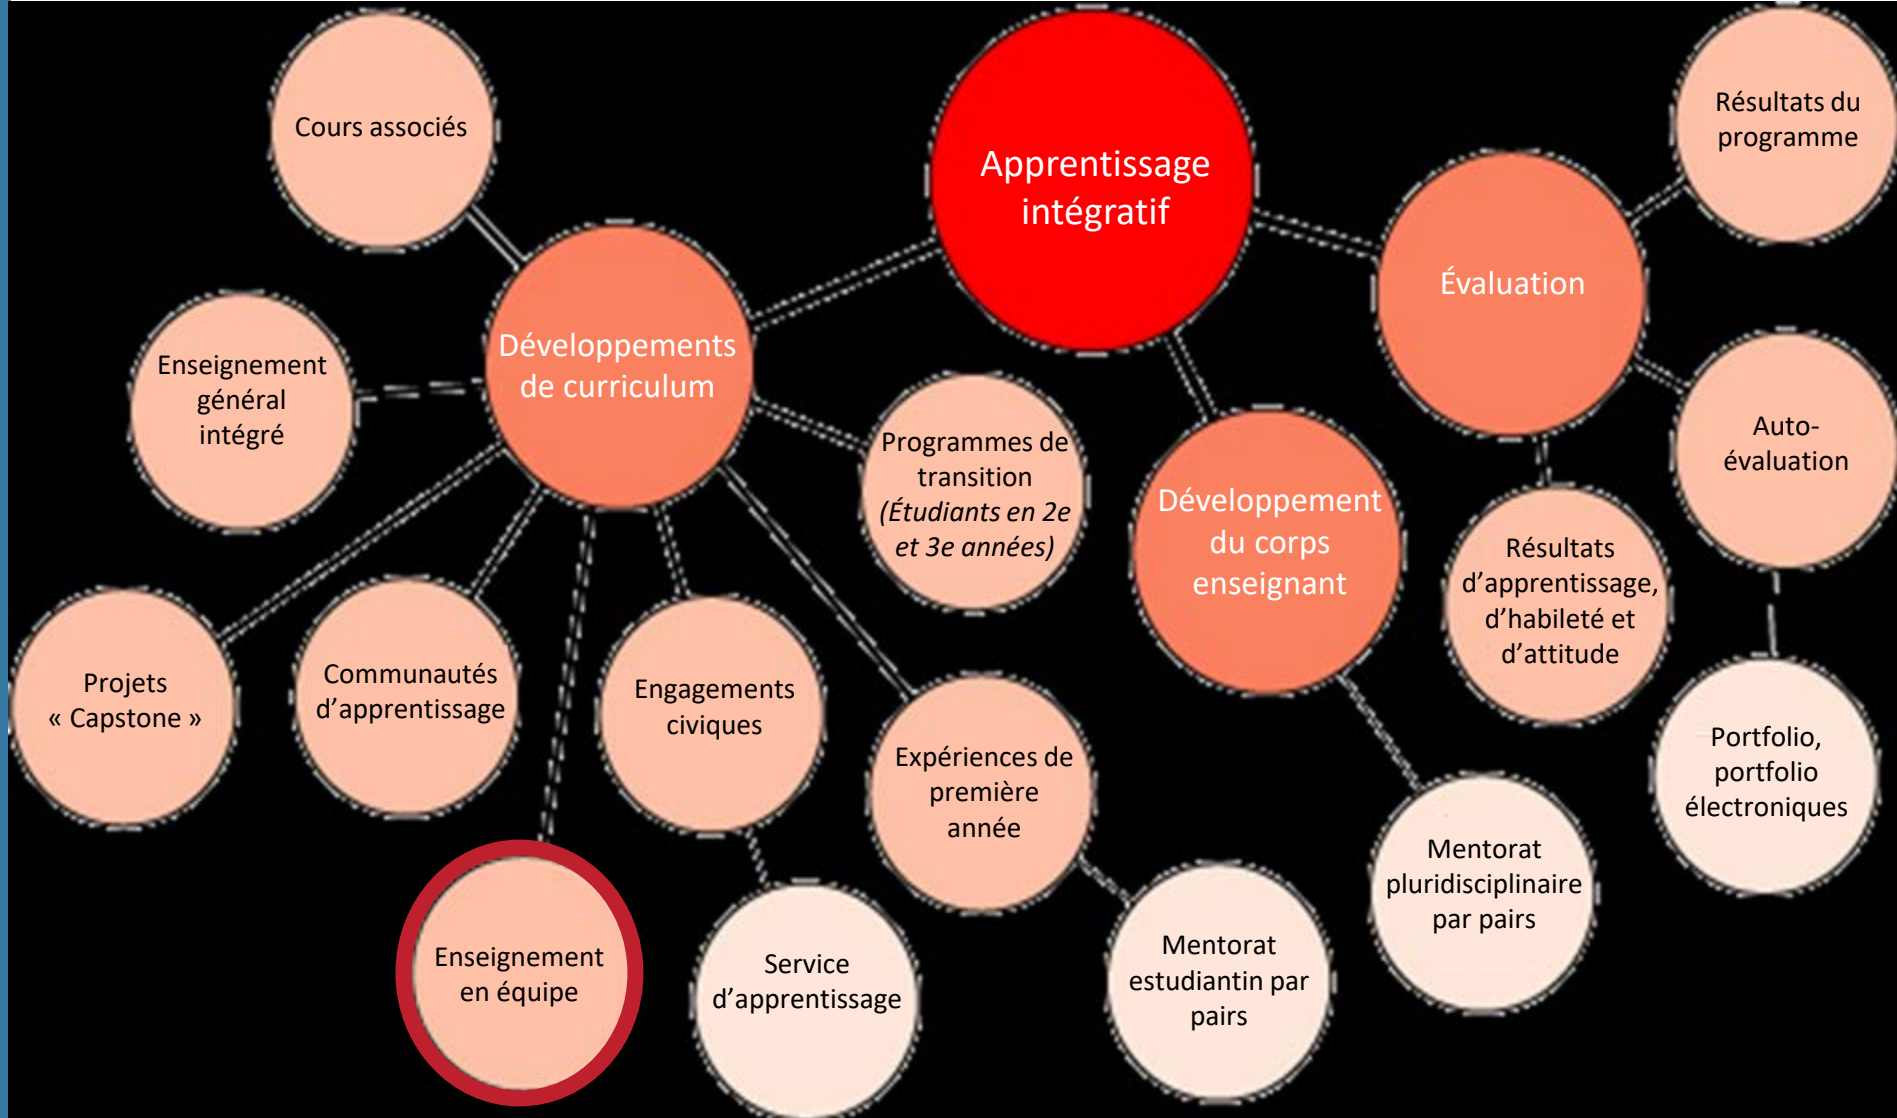 Cours associés
Apprentissage
intégratif
Résultats du
programme
Évaluation
Développements
de curriculum
Enseignement
général
intégré
Programmes de
transition
(Étudiants en 2e
et 3e années)
Auto-
évaluation
Développement
du corps
enseignant
Résultats
d’apprentissage,
d’habileté et
d’attitude
Projets
« Capstone »
Communautés
d’apprentissage
Engagements
civiques
Expériences de
première
année
Portfolio,
portfolio
électroniques
Mentorat
pluridisciplinaire
par pairs
Enseignement
en équipe
Service
d’apprentissage
Mentorat
estudiantin par
pairs